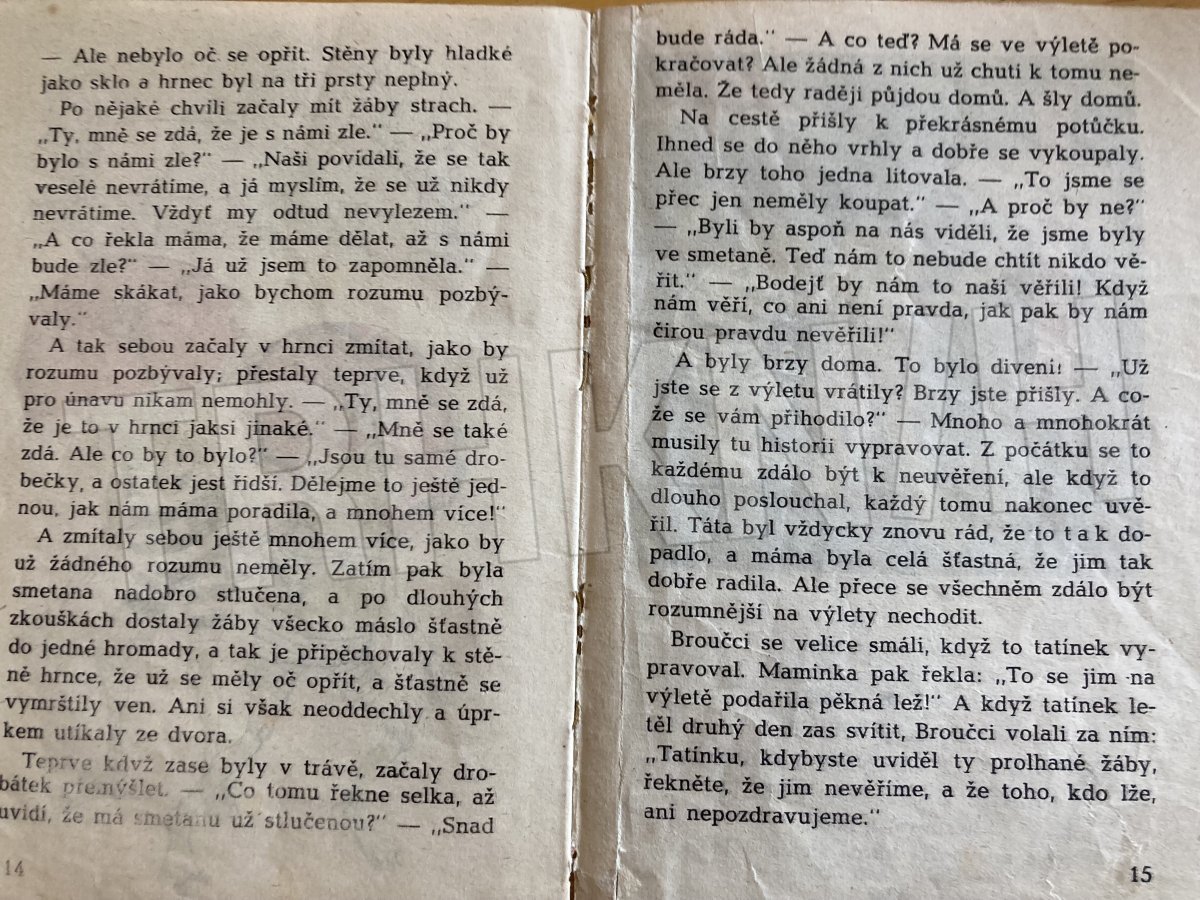 — Ale nebylo oč se opřít. Stěny byly hladké
jako sklo a hrnec byl na tři prsty neplný.
Po nějaké chvíli začaly mít žáby strach. —
„Ty, mně se zdá, že je s námi zle." — „Proč by
bylo s námi zle?" — „Naši povídali, že se tak
veselé nevrátíme, a já myslím, že se už nikdy
nevrátíme. Vždyť my odtud nevylezem." —
„A co řekla máma, že máme dělat, až s námi
bude zle?" — „Já už jsem to zapomněla." —
„Máme skákat, jako bychom rozumu pozbý-
valy."
A tak sebou začaly v hrnci zmítat, jako by
rozumu pozbývaly; přestaly teprve, když už
pro únavu nikam nemohly. — „Ty, mně se zdá,
že je to v hrnci jaksi jinaké." — „Mně se také
zdá. Ale co by to bylo?" — „Jsou tu samé dro-
bečky, a ostatek jest řidší. Dělejme to ještě jed-
nou, jak nám máma poradila, a mnohem více!"
A zmítaly sebou ještě mnohem více, jako by
už žádného rozumu neměly. Zatím pak byla
smetana nadobro stlučena, a po dlouhých
zkouškách dostaly žáby všecko máslo šťastně
do jedné hromady, a tak je připěchovaly k stě-
ně hrnce, že už se měly oč opřít, a šťastně se
vymrštily ven. Ani si však neoddechly a úpr-
kem utíkaly ze dvora.
Teprve když zase byly v trávě, začaly dro-
bátek přemýšlet. — „Co tomu řekne selka, až
uvidí, že má smetanu už stlučenou?" — „Snad
14
bude ráda." — A co teď? Má se ve výletě po-
kračovat? Ale žádná z nich už chuti k tomu ne-
měla. Že tedy raději půjdou domů. A šly domů.
Na cestě přišly k překrásnému potůčku.
Ihned se do něho vrhly a dobře se vykoupaly.
Ale brzy toho jedna litovala. — „To jsme se
přec jen neměly koupat." — „A proč by ne?"
— „Byli by aspoň na nás viděli, že jsme byly
ve smetaně. Teď nám to nebude chtít nikdo vě-
řit." — „Bodejť by nám to naši věřili! Když
nám věří, co ani není pravda, jak pak by nám
čirou pravdu nevěřili!"
A byly brzy doma. To bylo divení! — „Už
jste se z výletu vrátily? Brzy jste přišly. A co-
že se vám přihodilo?" — Mnoho a mnohokrát
musily tu historii vypravovat. Z počátku se to
každému zdálo být k neuvěření, ale když to
dlouho poslouchal, každý tomu nakonec uvě-
řil. Táta byl vždycky znovu rád, že to t a k do-
padlo, a máma byla celá šťastná, že jim tak
dobře radila. Ale přece se všechněm zdálo být
rozumnější na výlety nechodit.
Broučci se velice smáli, když to tatínek vy-
pravoval. Maminka pak řekla: „To se jim na
výletě podařila pěkná lež!" A když tatínek le-
těl druhý den zas svítit, Broučci volali za ním:
„Tatínku, kdybyste uviděl ty prolhané žáby,
řekněte, že jim nevěříme, a že toho, kdo lže,
ani nepozdravujeme."
15